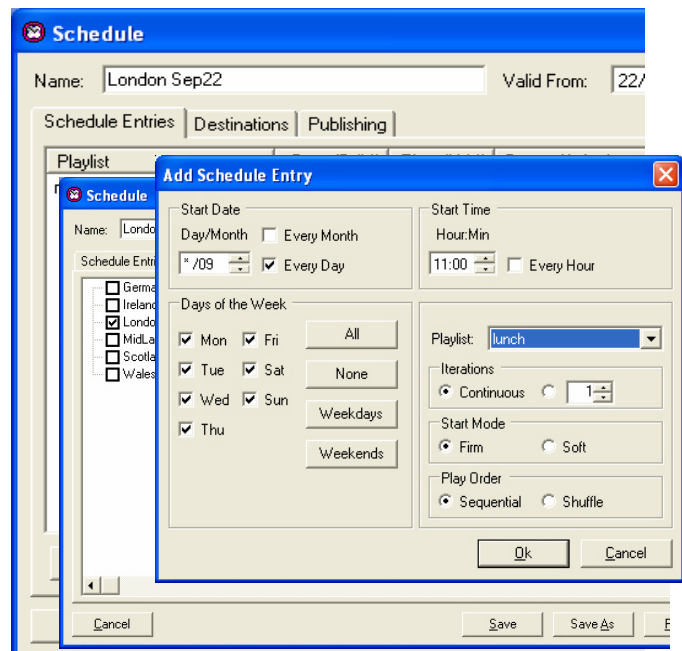 Schedule
Name: London Sep22 Valid From: 22/
Schedule Entries Destinations Publishing
Playlist
Schedule
Name: Londo
Schedule Entri
Germa
Irelan
Londo
MidLa
Scotla
Wales
Cancel Save Save As
Add Schedule Entry
Start Date
Day/Month Every Month
*/09 Every Day
Start Time
Hour:Min
11:00 Every Hour
Days of the Week
Mon Fri All
Tue Sat None
Wed Sun Weekdays
Thu Weekends
Playlist: lunch
Iterations
Continuous 1
Start Mode
Firm Soft
Play Order
Sequential Shuffle
Ok Cancel